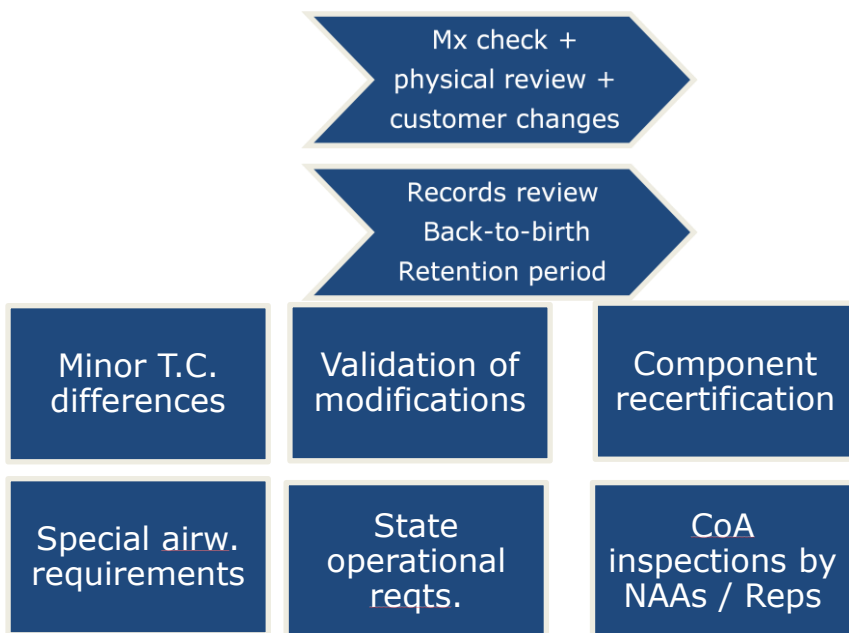 Mx check +
physical review +
customer changes
Records review
Back-to-birth
Retention period
Minor T.C.
differences
Validation of
modifications
Component
recertification
Special airw.
requirements
State
operational
reqts.
CoA
inspections by
NAAs / Reps